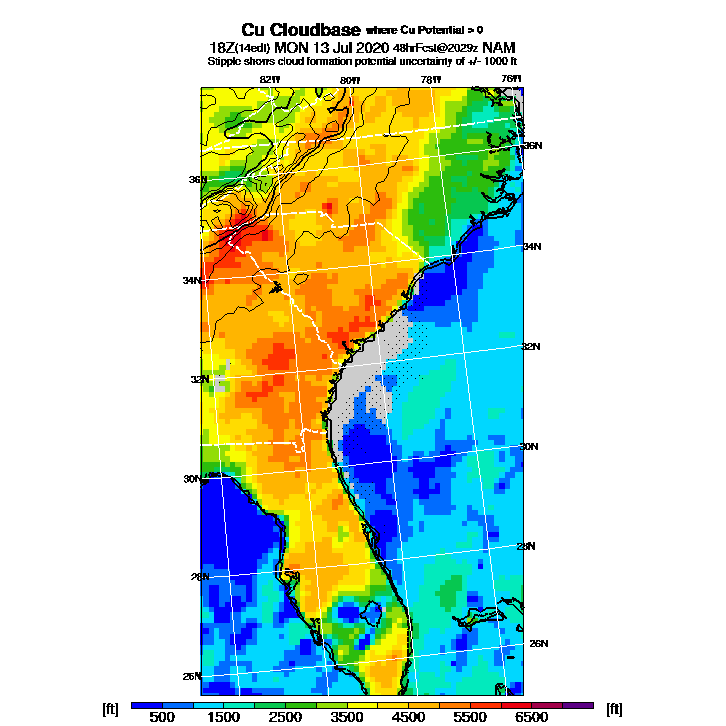 Cu Cloudbase where Cu Potential > 0
18Z(14edt) MON 13 Jul 2020 48hrFcst@2029z NAM
Stipple shows cloud formation potential uncertainty of +/- 1000 ft
82W 80W 78W 76W
36N 36N
34N 34N
32N 32N
30N 30N
28N 28N
26N 26N
[ft] 500 1500 2500 3500 4500 5500 6500 [ft]